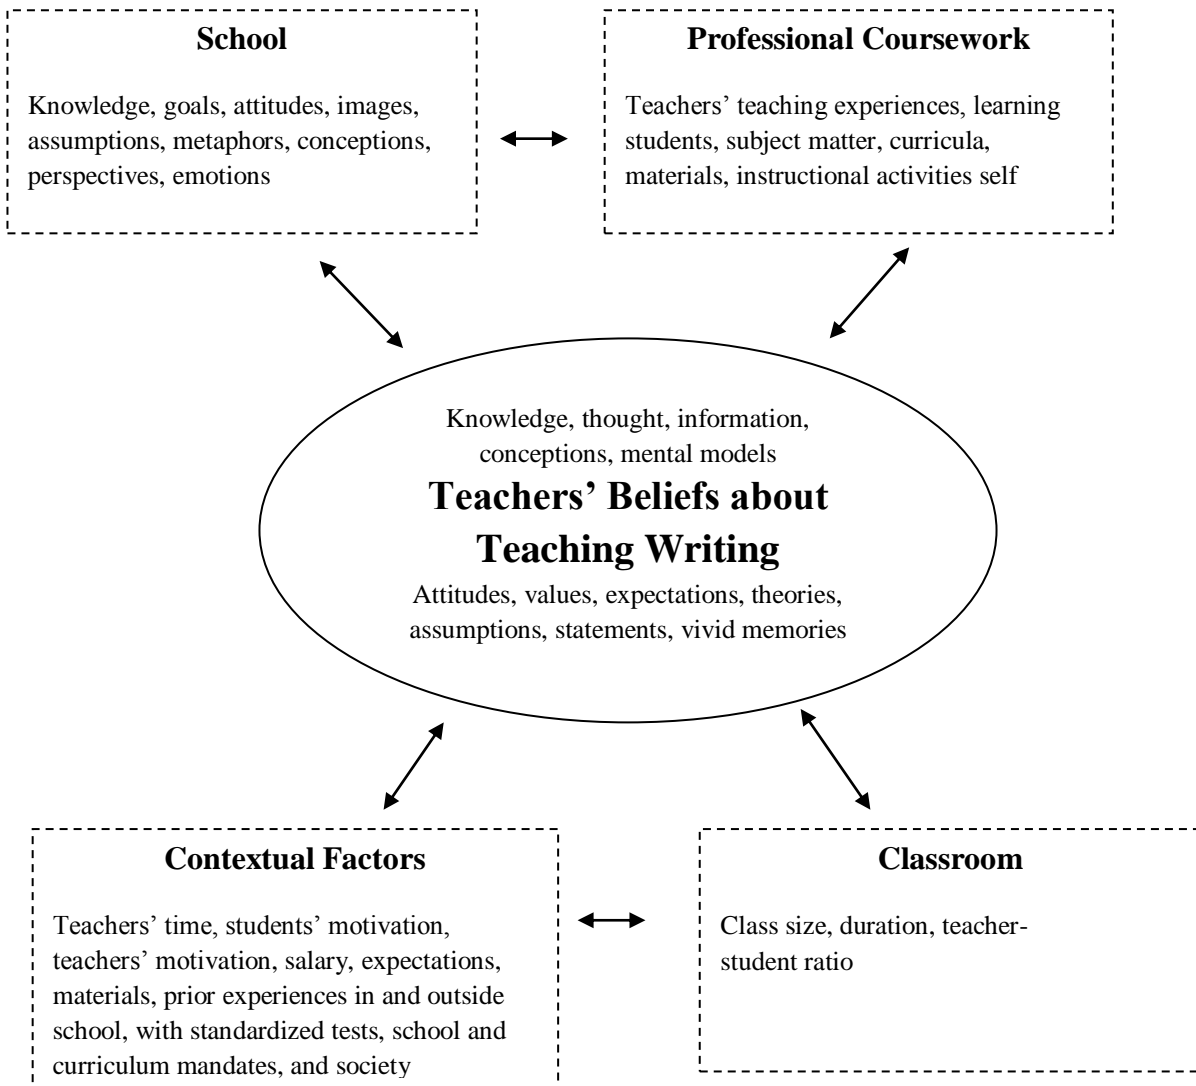 School
Knowledge, goals, attitudes, images,
assumptions, metaphors, conceptions,
perspectives, emotions
Professional Coursework
Teachers’ teaching experiences, learning
students, subject matter, curricula,
materials, instructional activities self
Knowledge, thought, information,
conceptions, mental models
Teachers’ Beliefs about
Teaching Writing
Attitudes, values, expectations, theories,
assumptions, statements, vivid memories
Contextual Factors
Teachers’ time, students’ motivation,
teachers’ motivation, salary, expectations,
materials, prior experiences in and outside
school, with standardized tests, school and
curriculum mandates, and society
Classroom
Class size, duration, teacher-
student ratio